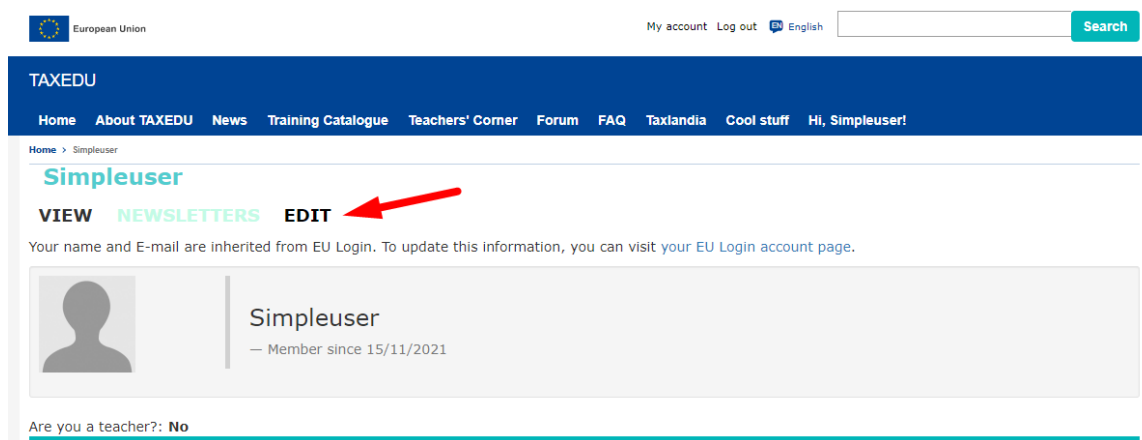 European Union
My account Log out EN English
Search
TAXEDU
Home About TAXEDU News Training Catalogue Teachers' Corner Forum FAQ Taxlandia Cool stuff Hi, Simpleuser!
Home > Simpleuser
Simpleuser
VIEW NEWSLETTERS EDIT
Your name and E-mail are inherited from EU Login. To update this information, you can visit your EU Login account page.
Simpleuser
— Member since 15/11/2021
Are you a teacher?: No